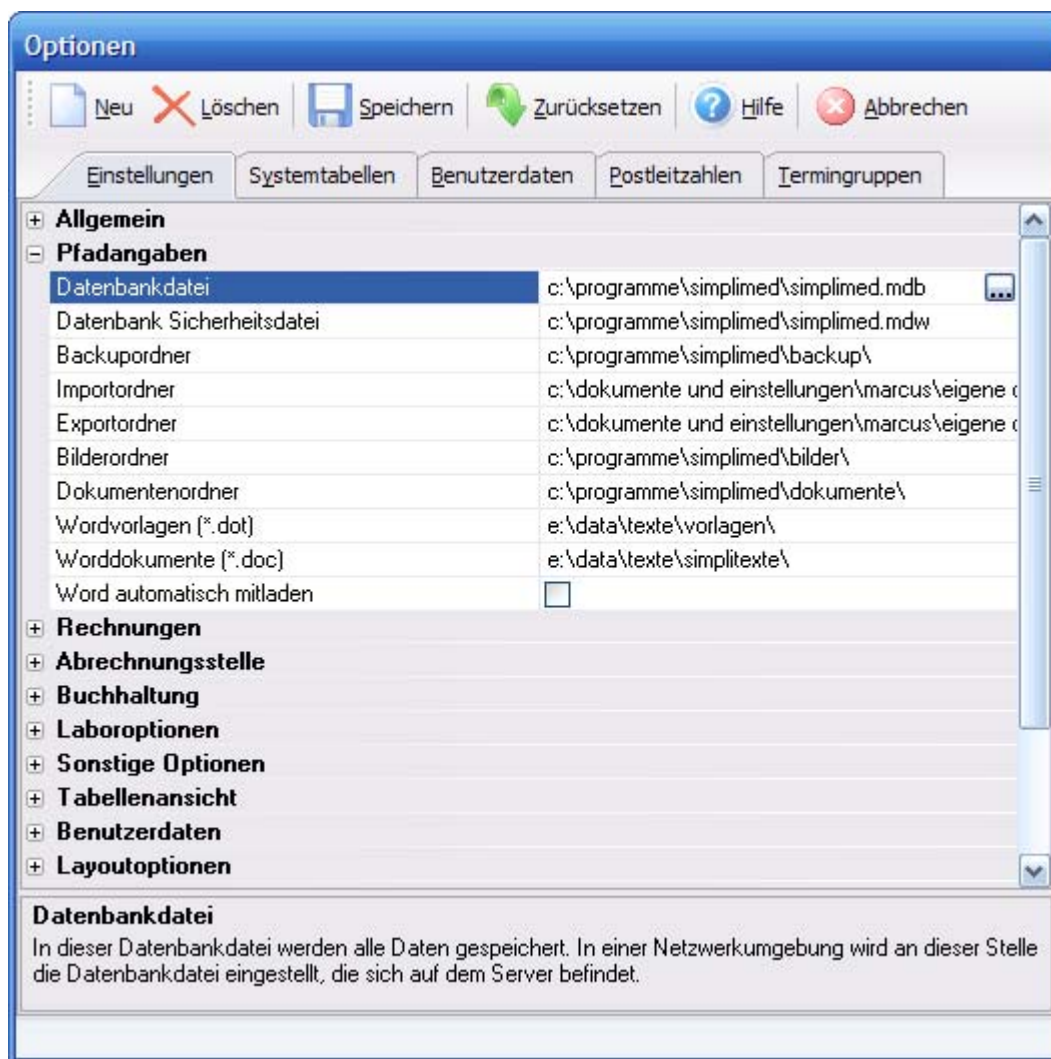 Optionen
Neu Löschen Speichern Zurücksetzen Hilfe Abbrechen
Einstellungen Systemtabellen Benutzerdaten Postleitzahlen Termingruppen
Allgemein
Pfadangaben
Datenbankdatei c:\programme\simplimed\simplimed.mdb ...
Datenbank Sicherheitsdatei c:\programme\simplimed\simplimed.mdw
Backupordner c:\programme\simplimed\backup\
Importordner c:\dokumente und einstellungen\marcus\eigene
Exportordner c:\dokumente und einstellungen\marcus\eigene
Bilderordner c:\programme\simplimed\bilder\
Dokumentenordner c:\programme\simplimed\dokumente\
Wordvorlagen (*.dot) e:\data\texte\vorlagen\
Worddokumente (*.doc) e:\data\texte\simplitexte\
Word automatisch mitladen
Rechnungen
Abrechnungsstelle
Buchhaltung
Laboroptionen
Sonstige Optionen
Tabellenansicht
Benutzerdaten
Layoutoptionen
Datenbankdatei
In dieser Datenbankdatei werden alle Daten gespeichert. In einer Netzwerkumgebung wird an dieser Stelle
die Datenbankdatei eingestellt, die sich auf dem Server befindet.